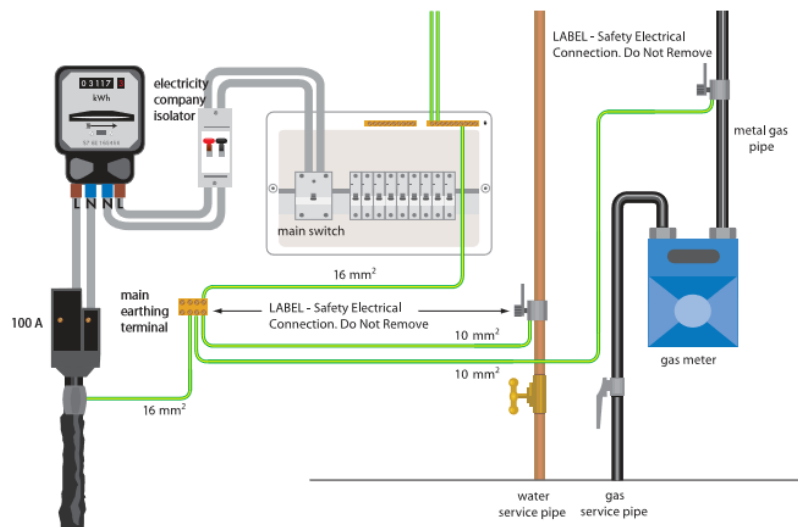 LABEL - Safety Electrical
Connection. Do Not Remove
03117 1
kWh
electricity
company
isolator
metal gas
pipe
L N N L
main switch
16 mm²
main
earthing
terminal
LABEL - Safety Electrical
Connection. Do Not Remove
100 A
10 mm²
10 mm²
gas meter
16 mm²
water
service pipe
gas
service pipe